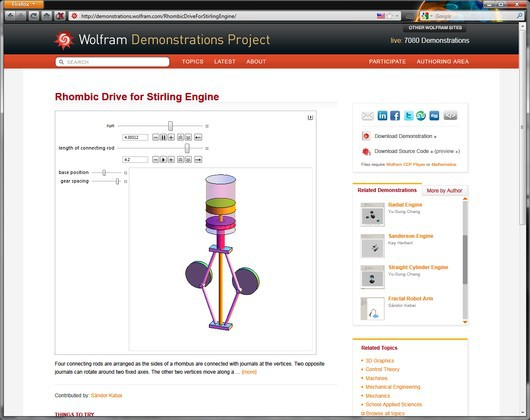 Firefox
http://demonstrations.wolfram.com/RhombicDriveForStirlingEngine/
Google
OTHER WOLFRAM SITES
Wolfram Demonstrations Project
live: 7080 Demonstrations
SEARCH
TOPICS LATEST ABOUT PARTICIPATE AUTHORING AREA
Rhombic Drive for Stirling Engine
run
length of connecting rod
4.2
base position
gear spacing
Download Demonstration »
Download Source Code » (preview »)
Files require Wolfram CDF Player or Mathematica.
Related Demonstrations More by Author
Radial Engine
Yu-Sung Chang
Sanderson Engine
Kay Herbert
Straight Cylinder Engine
Yu-Sung Chang
Fractal Robot Arm
Sándor Kabai
Four connecting rods are arranged as the sides of a rhombus are connected with journals at the vertices. Two opposite
journals can rotate around two fixed axes. The other two vertices move along a ... (more)
Contributed by: Sándor Kabai
THINGS TO TRY
Related Topics
3D Graphics
Control Theory
Machines
Mechanical Engineering
Mechanics
School Applied Sciences
Browse all topics